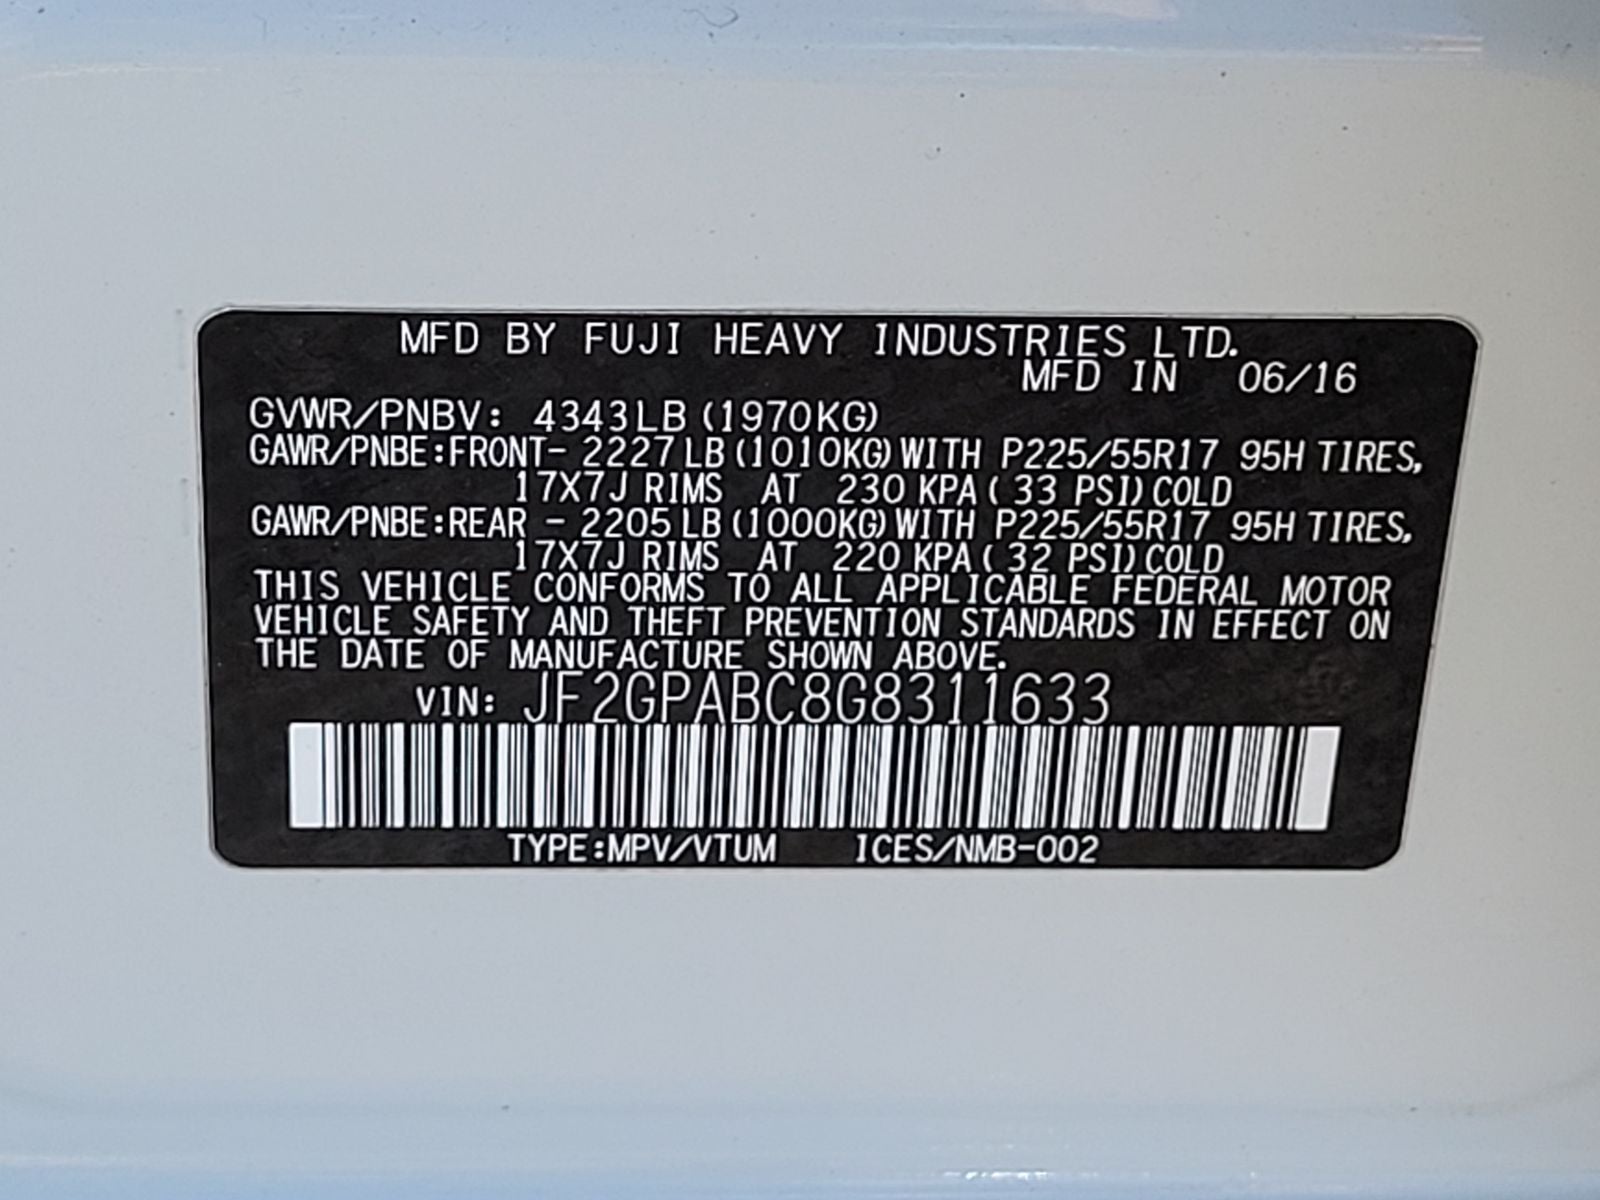 MFD BY FUJI HEAVY INDUSTRIES LTD.
MFD IN 06/16
GVWR/PNBV: 4343LB (1970KG)
GAWR/PNBE:FRONT- 2227 LB (1010KG) WITH P225/55R17 95H TIRES,
17X7J RIMS AT 230 KPA ( 33 PSI) COLD
GAWR/PNBE:REAR - 2205 LB (1000KG) WITH P225/55R17 95H TIRES,
17X7J RIMS AT 220 KPA ( 32 PSI) COLD
THIS VEHICLE CONFORMS TO ALL APPLICABLE FEDERAL MOTOR
VEHICLE SAFETY AND THEFT PREVENTION STANDARDS IN EFFECT ON
THE DATE OF MANUFACTURE SHOWN ABOVE.
VIN: JF2GPABC8G8311633
TYPE:MPV/VTUM ICES/NMB-002